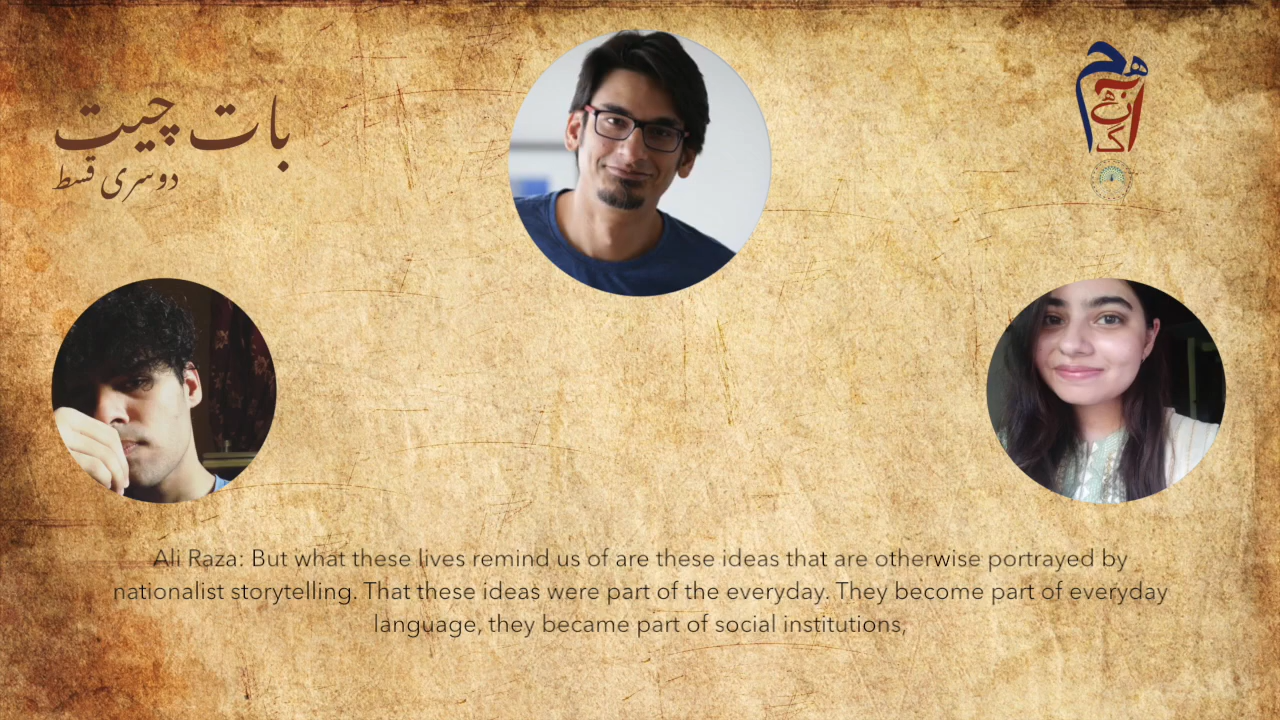 بات چیت
دوسری قسط
Ali Raza: But what these lives remind us of are these ideas that are otherwise portrayed by
nationalist storytelling. That these ideas were part of the everyday. They become part of everyday
language, they became part of social institutions,